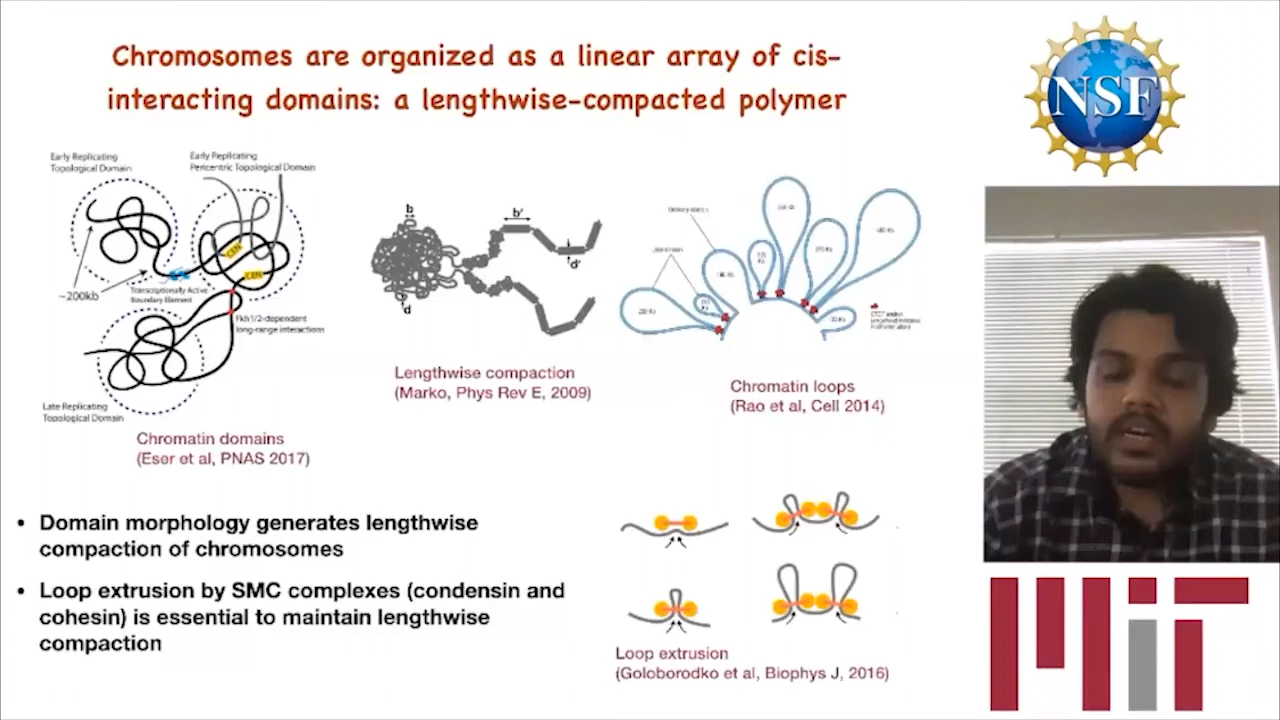 Chromosomes are organized as a linear array of cis-
interacting domains: a lengthwise-compacted polymer
NSF
Early Replicating
Topological Domain
Early Replicating
Pericentric Topological Domain
CEN
CEN
~200kb
Transcriptionally Active
Boundary Element
Fkh1/2-dependent
long-range interactions
Late Replicating
Topological Domain
Chromatin domains
(Eser et al, PNAS 2017)
b
b'
d'
d
Lengthwise compaction
(Marko, Phys Rev E, 2009)
Chromatin loops
(Rao et al, Cell 2014)
• Domain morphology generates lengthwise
compaction of chromosomes
• Loop extrusion by SMC complexes (condensin and
cohesin) is essential to maintain lengthwise
compaction
Loop extrusion
(Goloborodko et al, Biophys J, 2016)
MIT